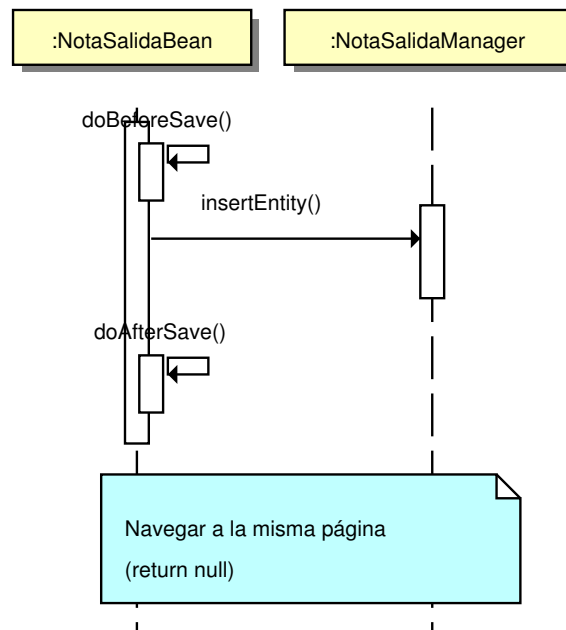 :NotaSalidaBean
:NotaSalidaManager
doBeforeSave()
insertEntity()
doAfterSave()
Navegar a la misma página
(return null)